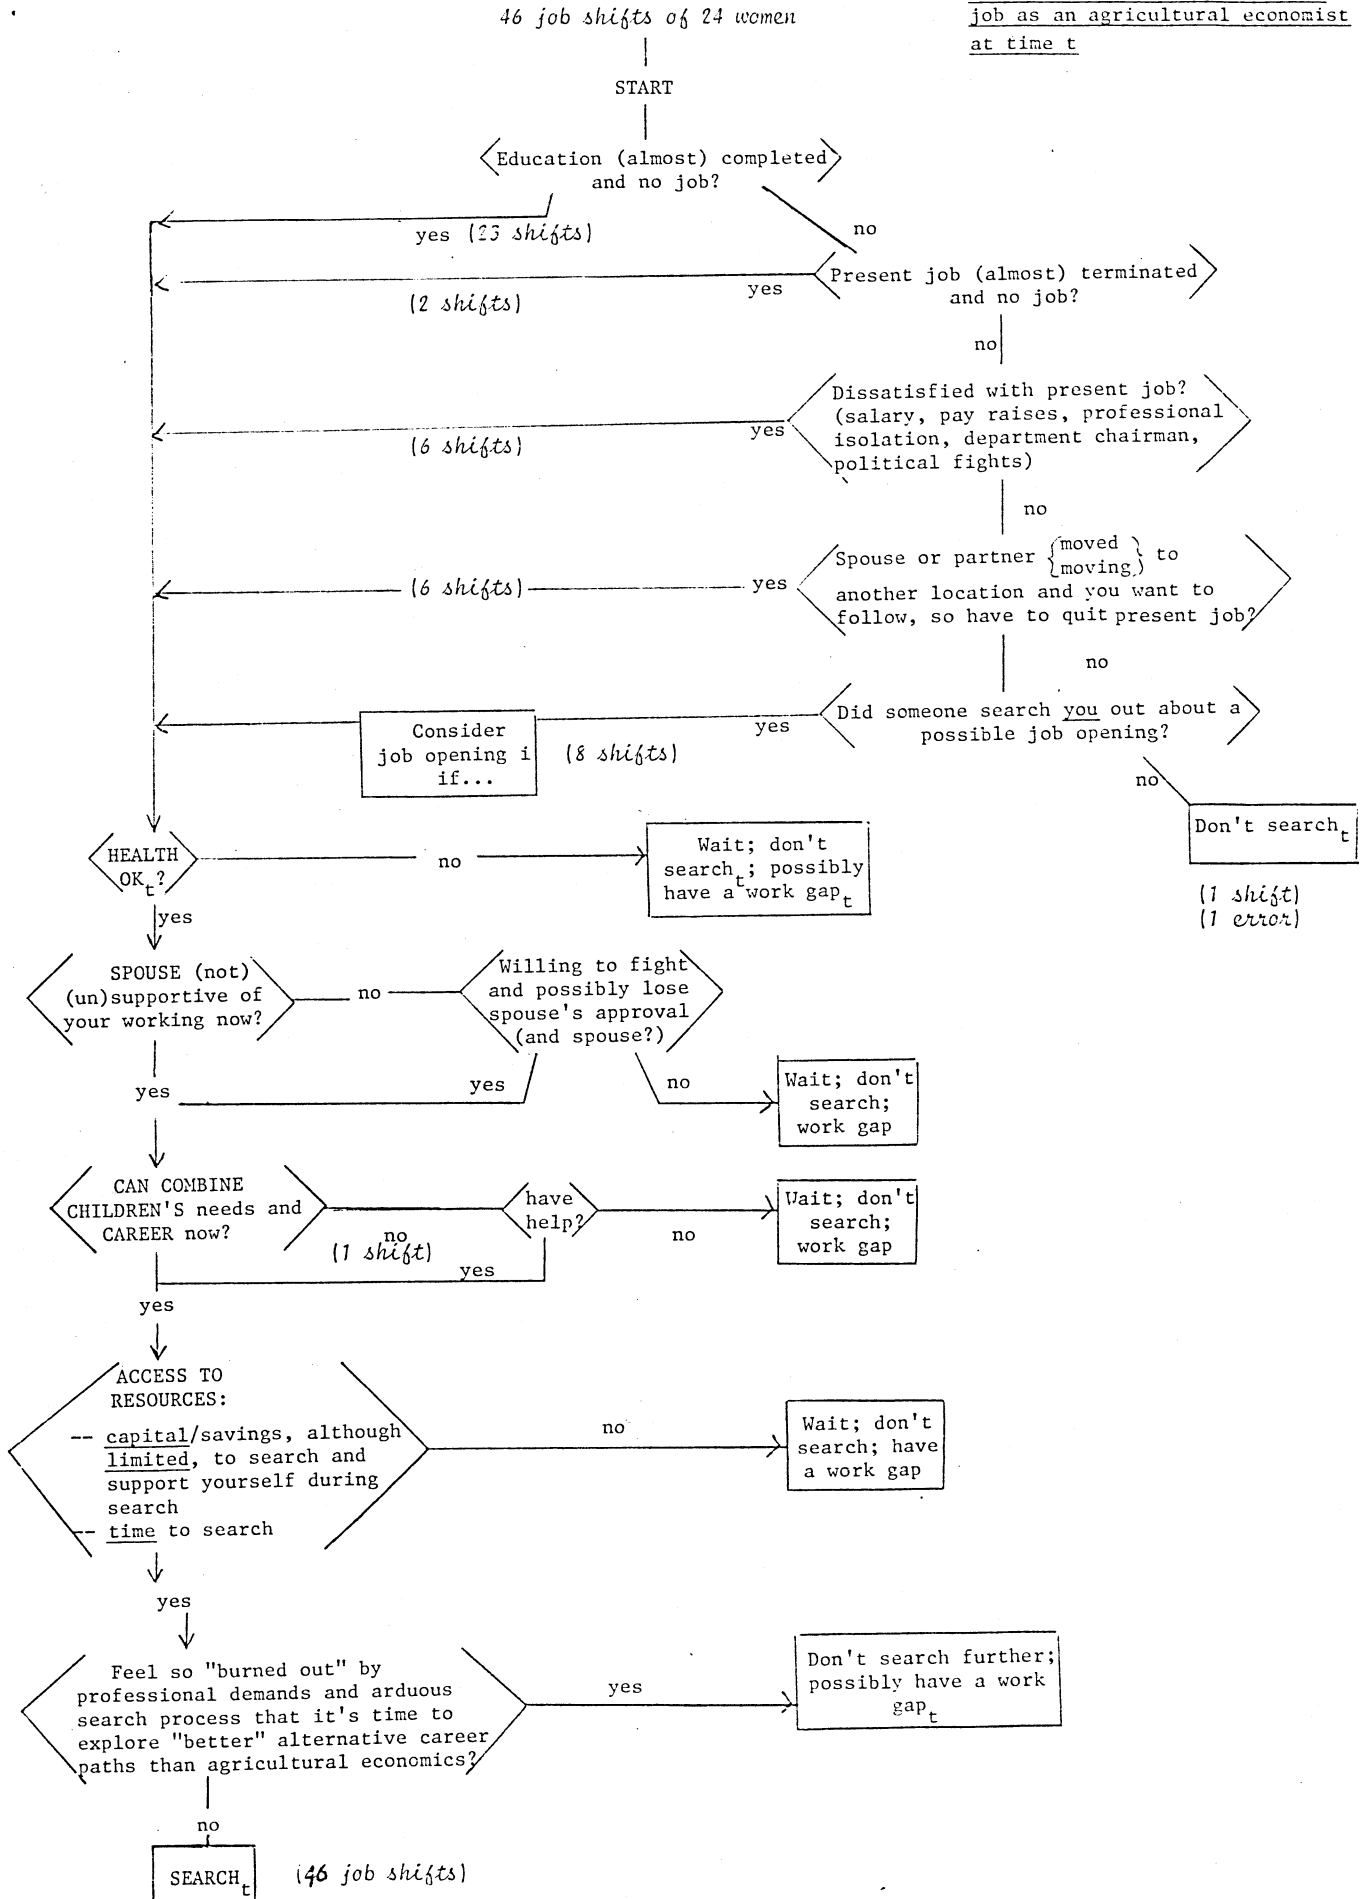 46 job shifts of 24 women
job as an agricultural economist
at time t
START
Education (almost) completed
and no job?
yes (23 shifts)
no
Present job (almost) terminated
and no job?
yes
(2 shifts)
no
Dissatisfied with present job?
(salary, pay raises, professional
isolation, department chairman,
political fights)
yes
(6 shifts)
no
Spouse or partner {moved
moving} to
another location and you want to
follow, so have to quit present job?
yes
(6 shifts)
no
Did someone search you out about a
possible job opening?
yes
(8 shifts)
Consider
job opening i
if...
no
Don't search t
(1 shift)
(1 error)
HEALTH
OK t?
no
Wait; don't
search t; possibly
have a work gap t
yes
SPOUSE (not)
(un)supportive of
your working now?
no
Willing to fight
and possibly lose
spouse's approval
(and spouse?)
yes
yes
no
Wait; don't
search;
work gap
CAN COMBINE
CHILDREN'S needs and
CAREER now?
no
(1 shift)
have
help?
no
Wait; don't
search;
work gap
yes
yes
ACCESS TO
RESOURCES:
-- capital/savings, although
limited, to search and
support yourself during
search
-- time to search
no
Wait; don't
search; have
a work gap
yes
Feel so "burned out" by
professional demands and arduous
search process that it's time to
explore "better" alternative career
paths than agricultural economics?
yes
Don't search further;
possibly have a work
gap t
no
SEARCH t
(46 job shifts)